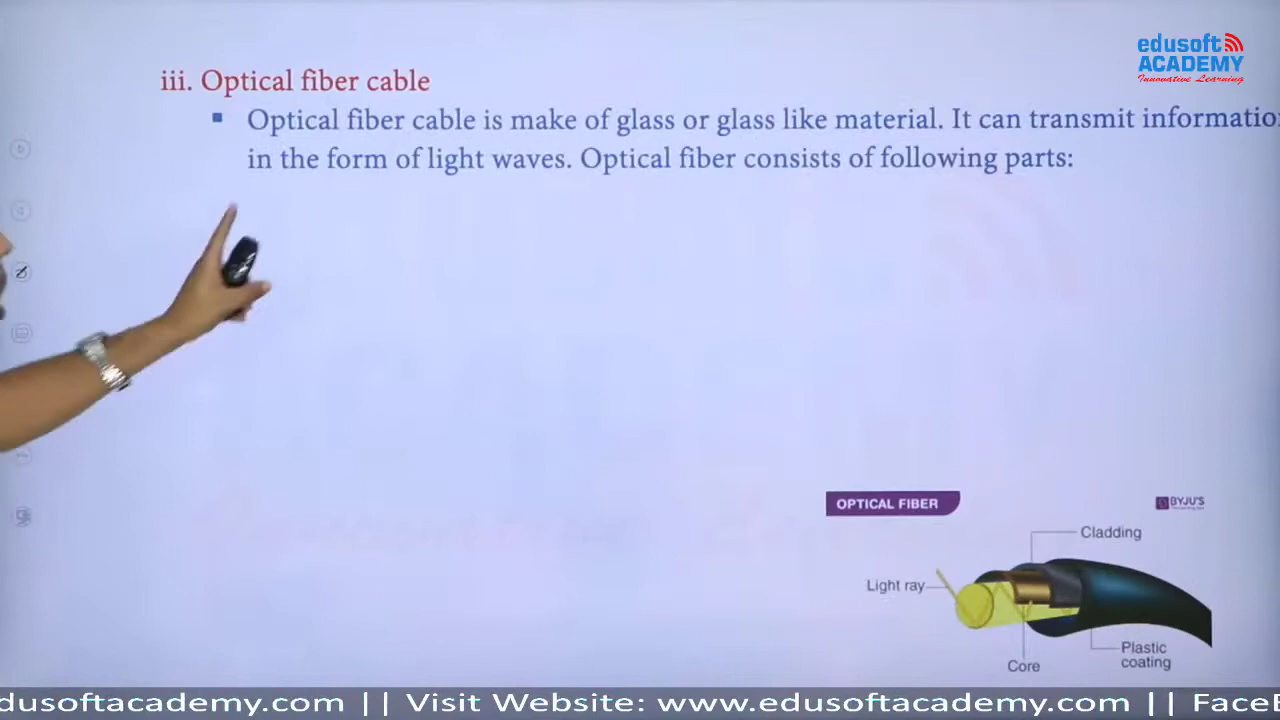 edusoft
ACADEMY
Innovative Learning
iii. Optical fiber cable
Optical fiber cable is make of glass or glass like material. It can transmit informatio
in the form of light waves. Optical fiber consists of following parts:
OPTICAL FIBER
BYJU'S
Cladding
Light ray
Plastic
coating
Core
dusoftacademy.com || Visit Website: www.edusoftacademy.com || FaceB